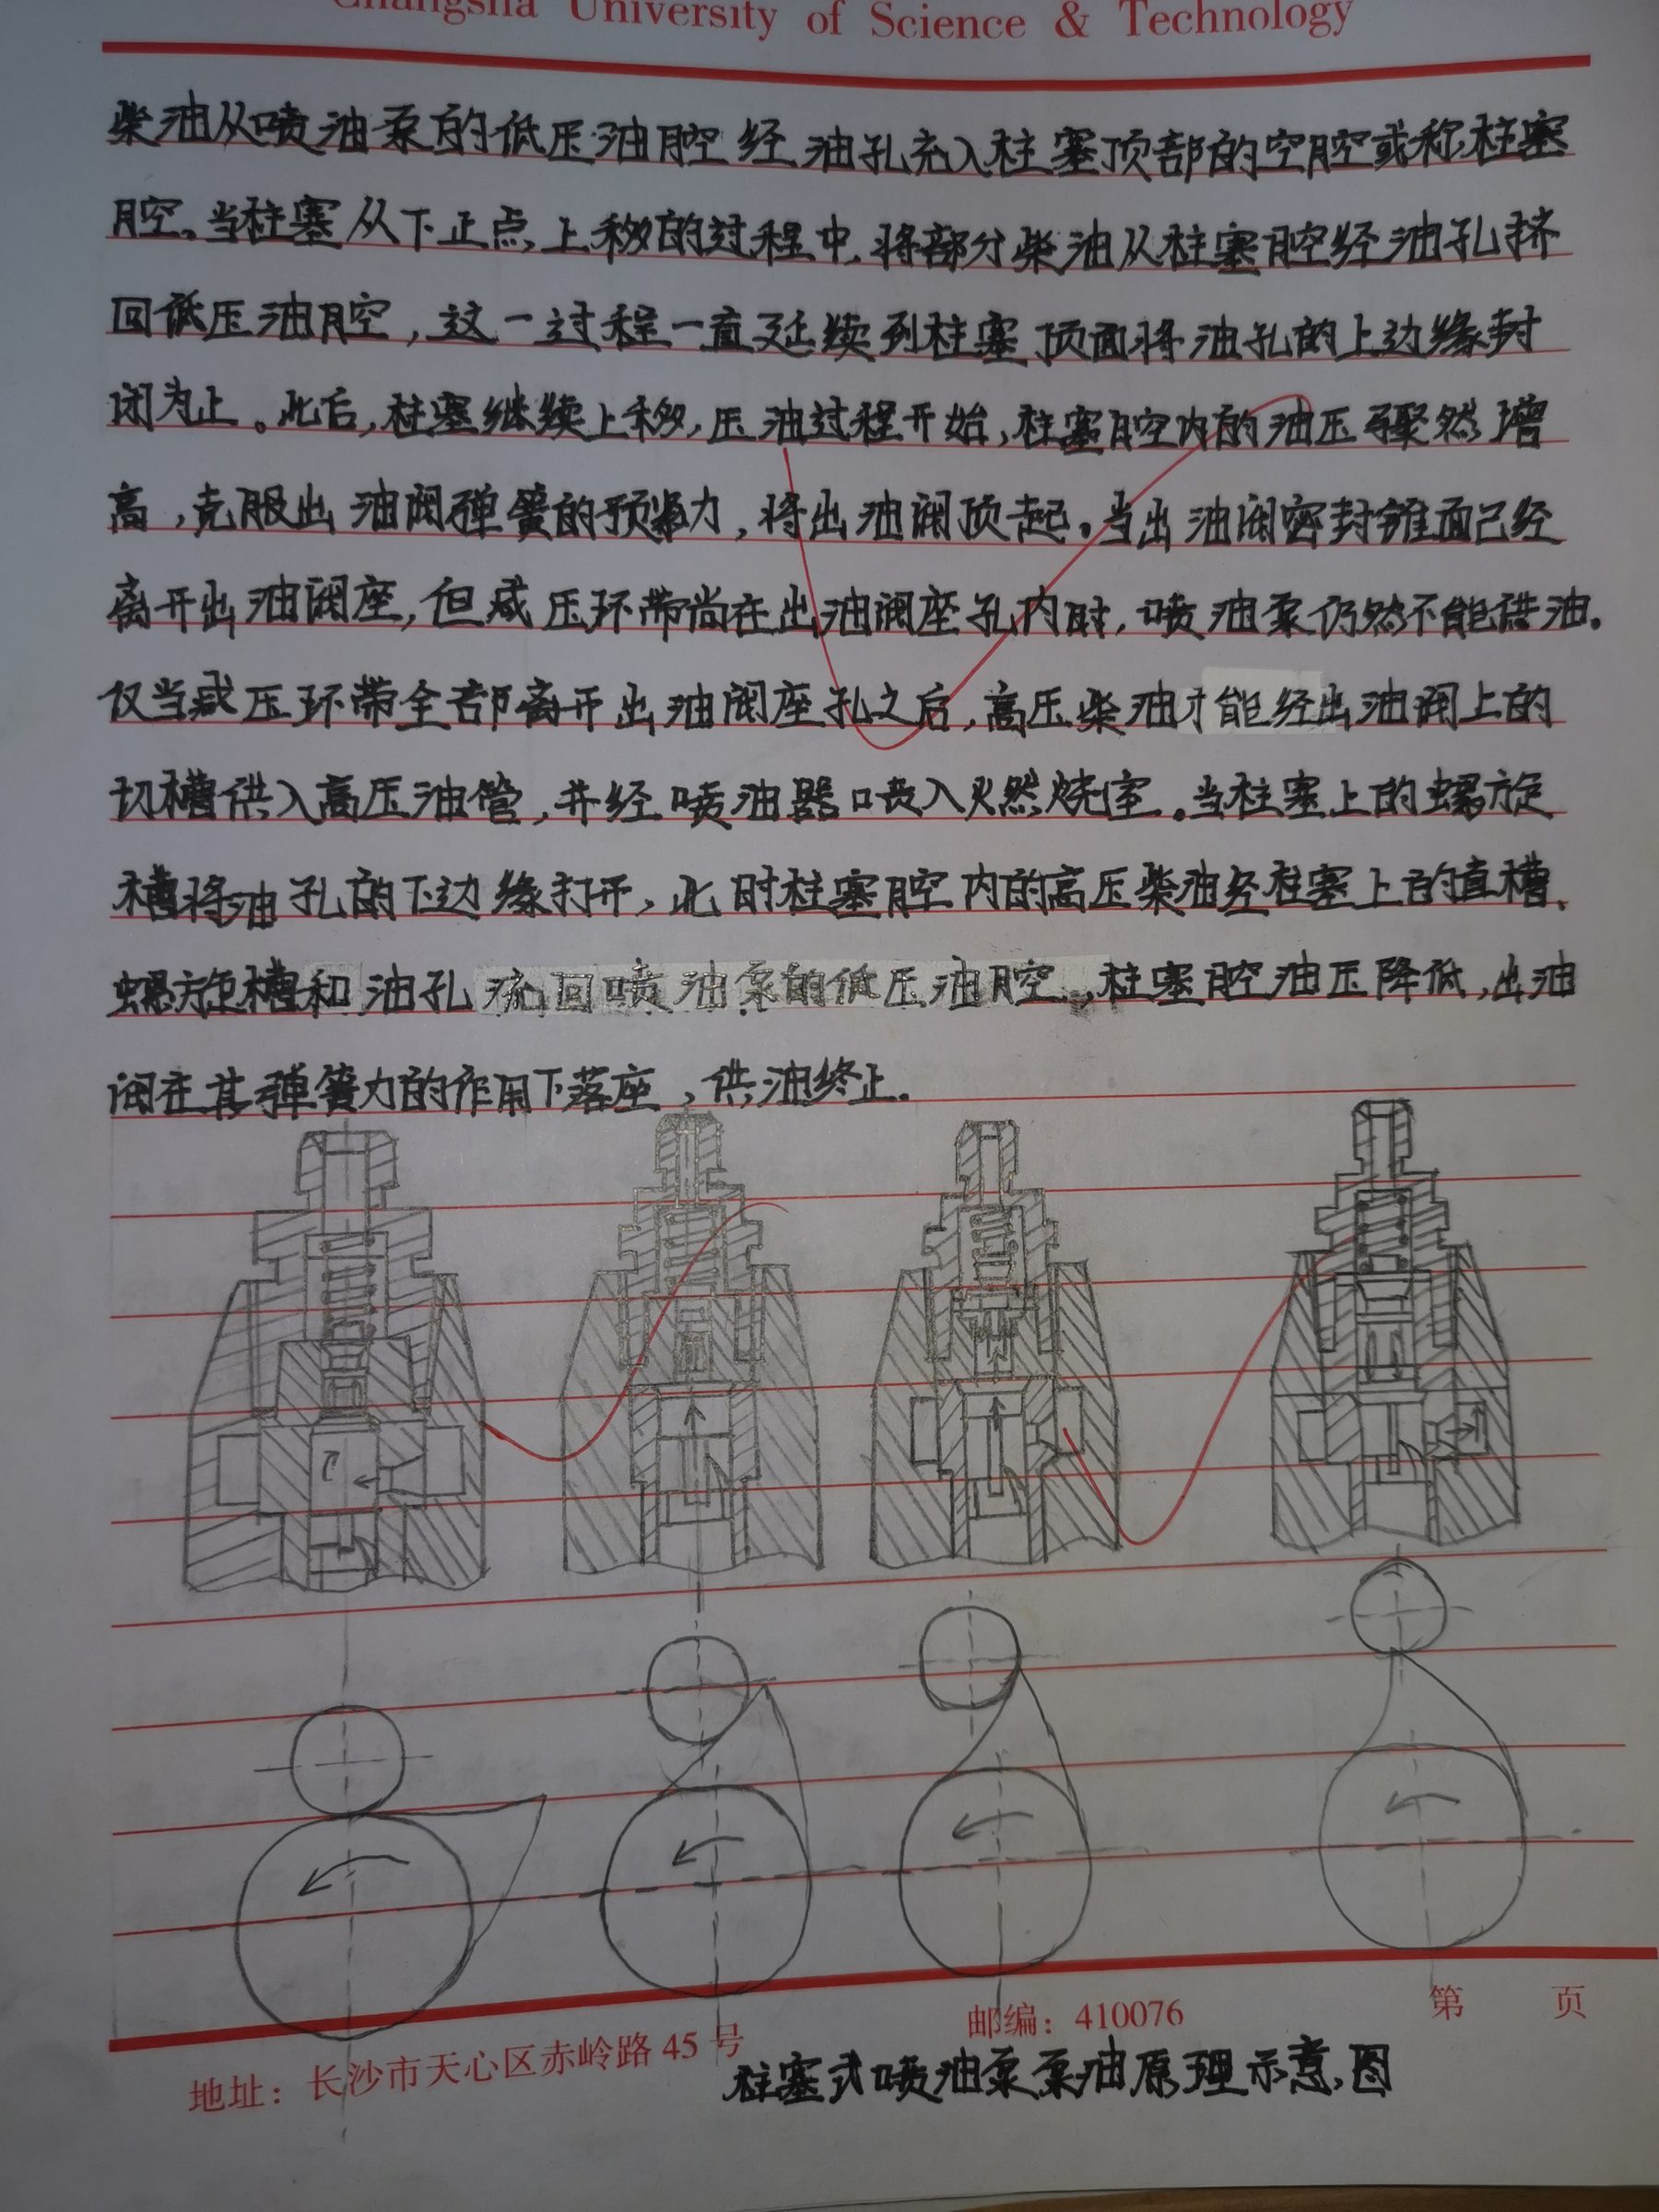 Changsha University of Science & Technology
柴油从喷油泵的低压油腔经油孔充入柱塞顶部的空腔或称柱塞
腔。当柱塞从下正点上移的过程中,将部分柴油从柱塞腔经油孔挤
回低压油腔,这一过程一直延续到柱塞顶面将油孔的上边缘封
闭为止。此后,柱塞继续上移,压油过程开始,柱塞腔内的油压骤然增
高,克服出油阀弹簧的预紧力,将出油阀顶起。当出油阀密封锥面已经
离开出油阀座,但减压环带尚在出油阀座孔内时,喷油泵仍然不能供油。
仅当减压环带全部离开出油阀座孔之后,高压柴油才能经出油阀上的
切槽供入高压油管,并经喷油器喷入燃烧室。当柱塞上的螺旋
槽将油孔的下边缘打开,此时柱塞腔内的高压柴油经柱塞上的直槽、
螺旋槽和油孔流回喷油泵的低压油腔,柱塞腔油压降低,出油
阀在其弹簧力的作用下落座,供油终止。
第 页
邮编:410076
地址:长沙市天心区赤岭路45号
柱塞式喷油泵泵油原理示意图